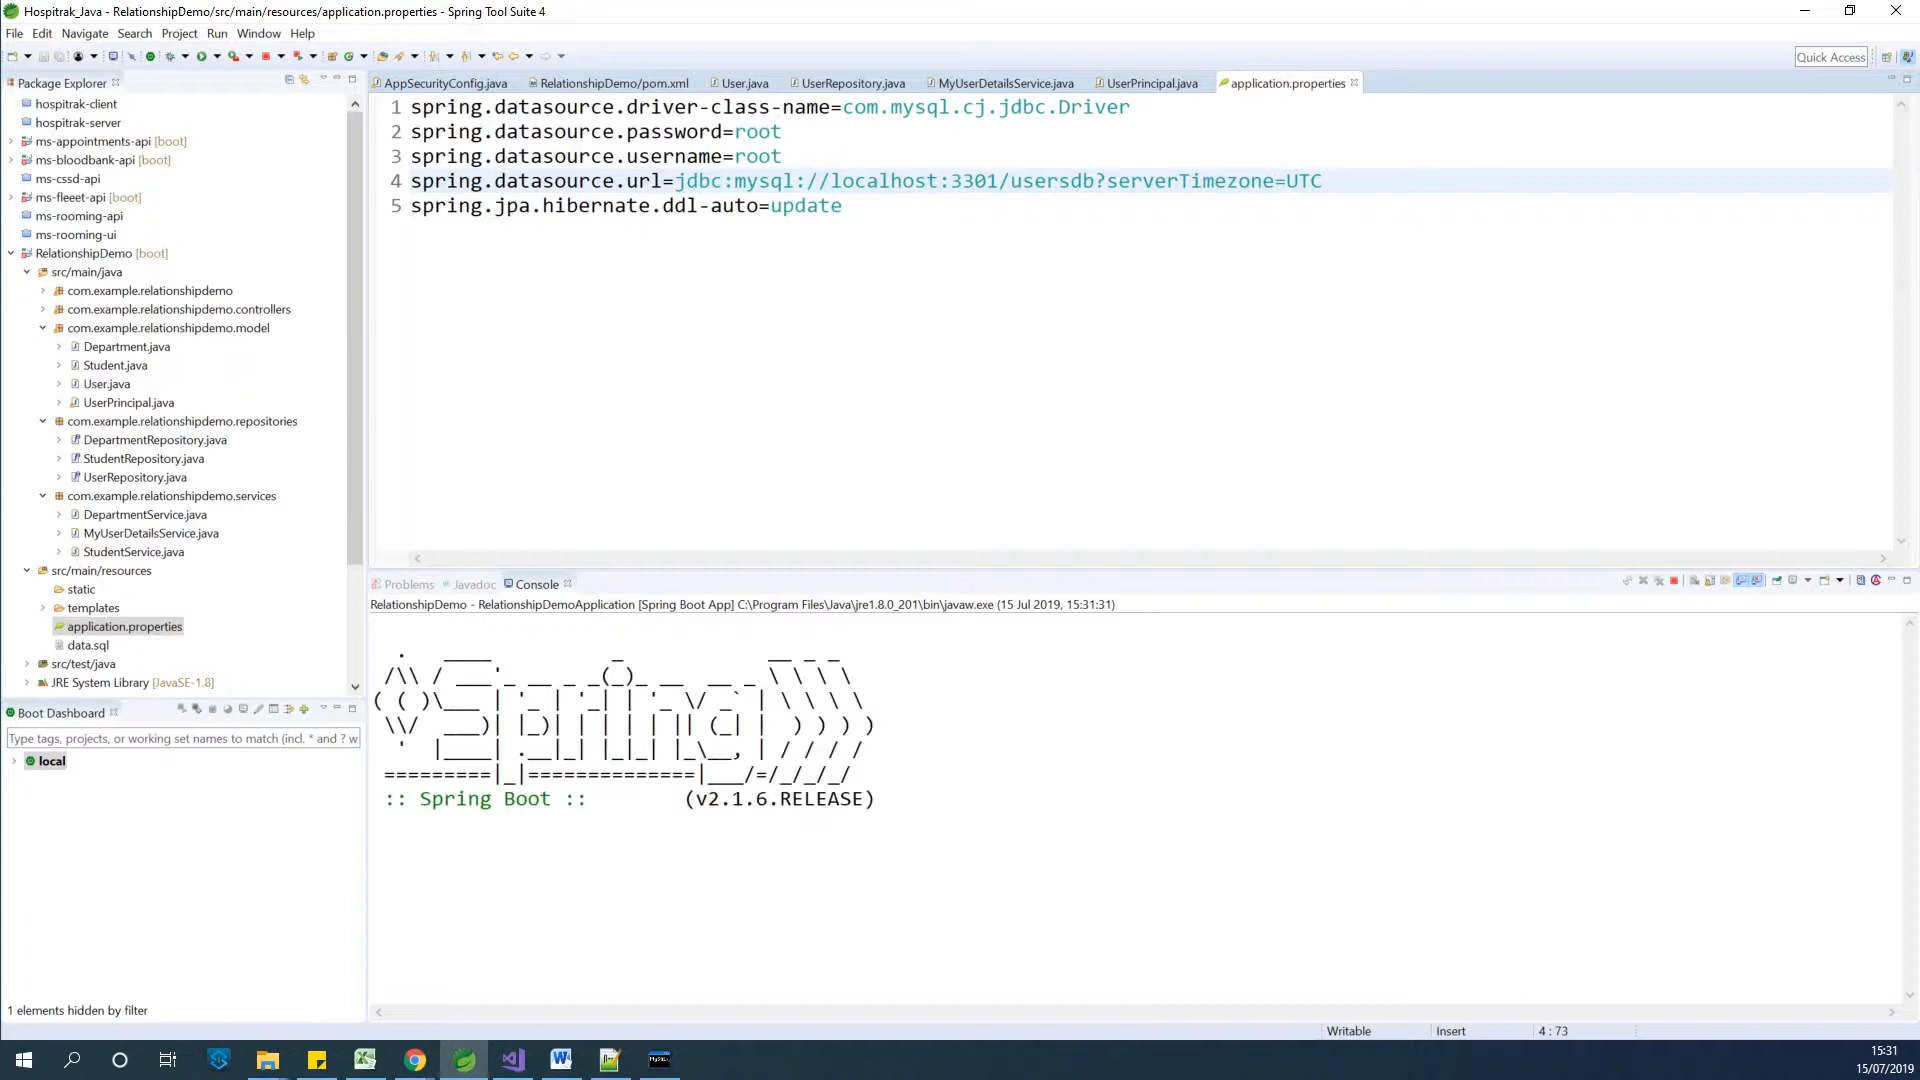 Hospitrak_Java - RelationshipDemo/src/main/resources/application.properties - Spring Tool Suite 4
File Edit Navigate Search Project Run Window Help
Quick Access
Package Explorer
hospitrak-client
hospitrak-server
ms-appointments-api [boot]
ms-bloodbank-api [boot]
ms-cssd-api
ms-fleeet-api [boot]
ms-rooming-api
ms-rooming-ui
RelationshipDemo [boot]
src/main/java
com.example.relationshipdemo
com.example.relationshipdemo.controllers
com.example.relationshipdemo.model
Department.java
Student.java
User.java
UserPrincipal.java
com.example.relationshipdemo.repositories
DepartmentRepository.java
StudentRepository.java
UserRepository.java
com.example.relationshipdemo.services
DepartmentService.java
MyUserDetailsService.java
StudentService.java
src/main/resources
static
templates
application.properties
data.sql
src/test/java
JRE System Library [JavaSE-1.8]
Boot Dashboard
Type tags, projects, or working set names to match (incl. * and ? w
local
1 elements hidden by filter
AppSecurityConfig.java RelationshipDemo/pom.xml User.java UserRepository.java MyUserDetailsService.java UserPrincipal.java application.properties
1 spring.datasource.driver-class-name=com.mysql.cj.jdbc.Driver
2 spring.datasource.password=root
3 spring.datasource.username=root
4 spring.datasource.url=jdbc:mysql://localhost:3301/usersdb?serverTimezone=UTC
5 spring.jpa.hibernate.ddl-auto=update
Problems Javadoc Console
RelationshipDemo - RelationshipDemoApplication [Spring Boot App] C:\Program Files\Java\jre1.8.0_201\bin\javaw.exe (15 Jul 2019, 15:31:31)
Spring
:: Spring Boot :: (v2.1.6.RELEASE)
Writable Insert 4 : 73
15:31
15/07/2019